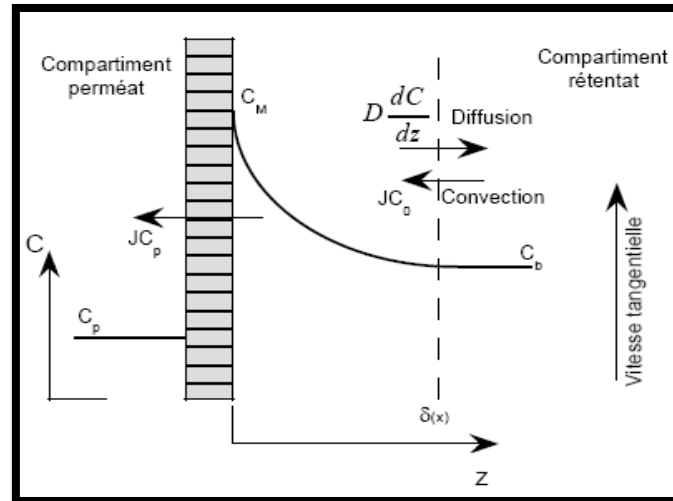 Compartiment
perméat
Compartiment
rétentat
C_M
D dC/dz
Diffusion
JC_0
Convection
JC_p
C
C_p
C_b
Vitesse tangentielle
δ(x)
z